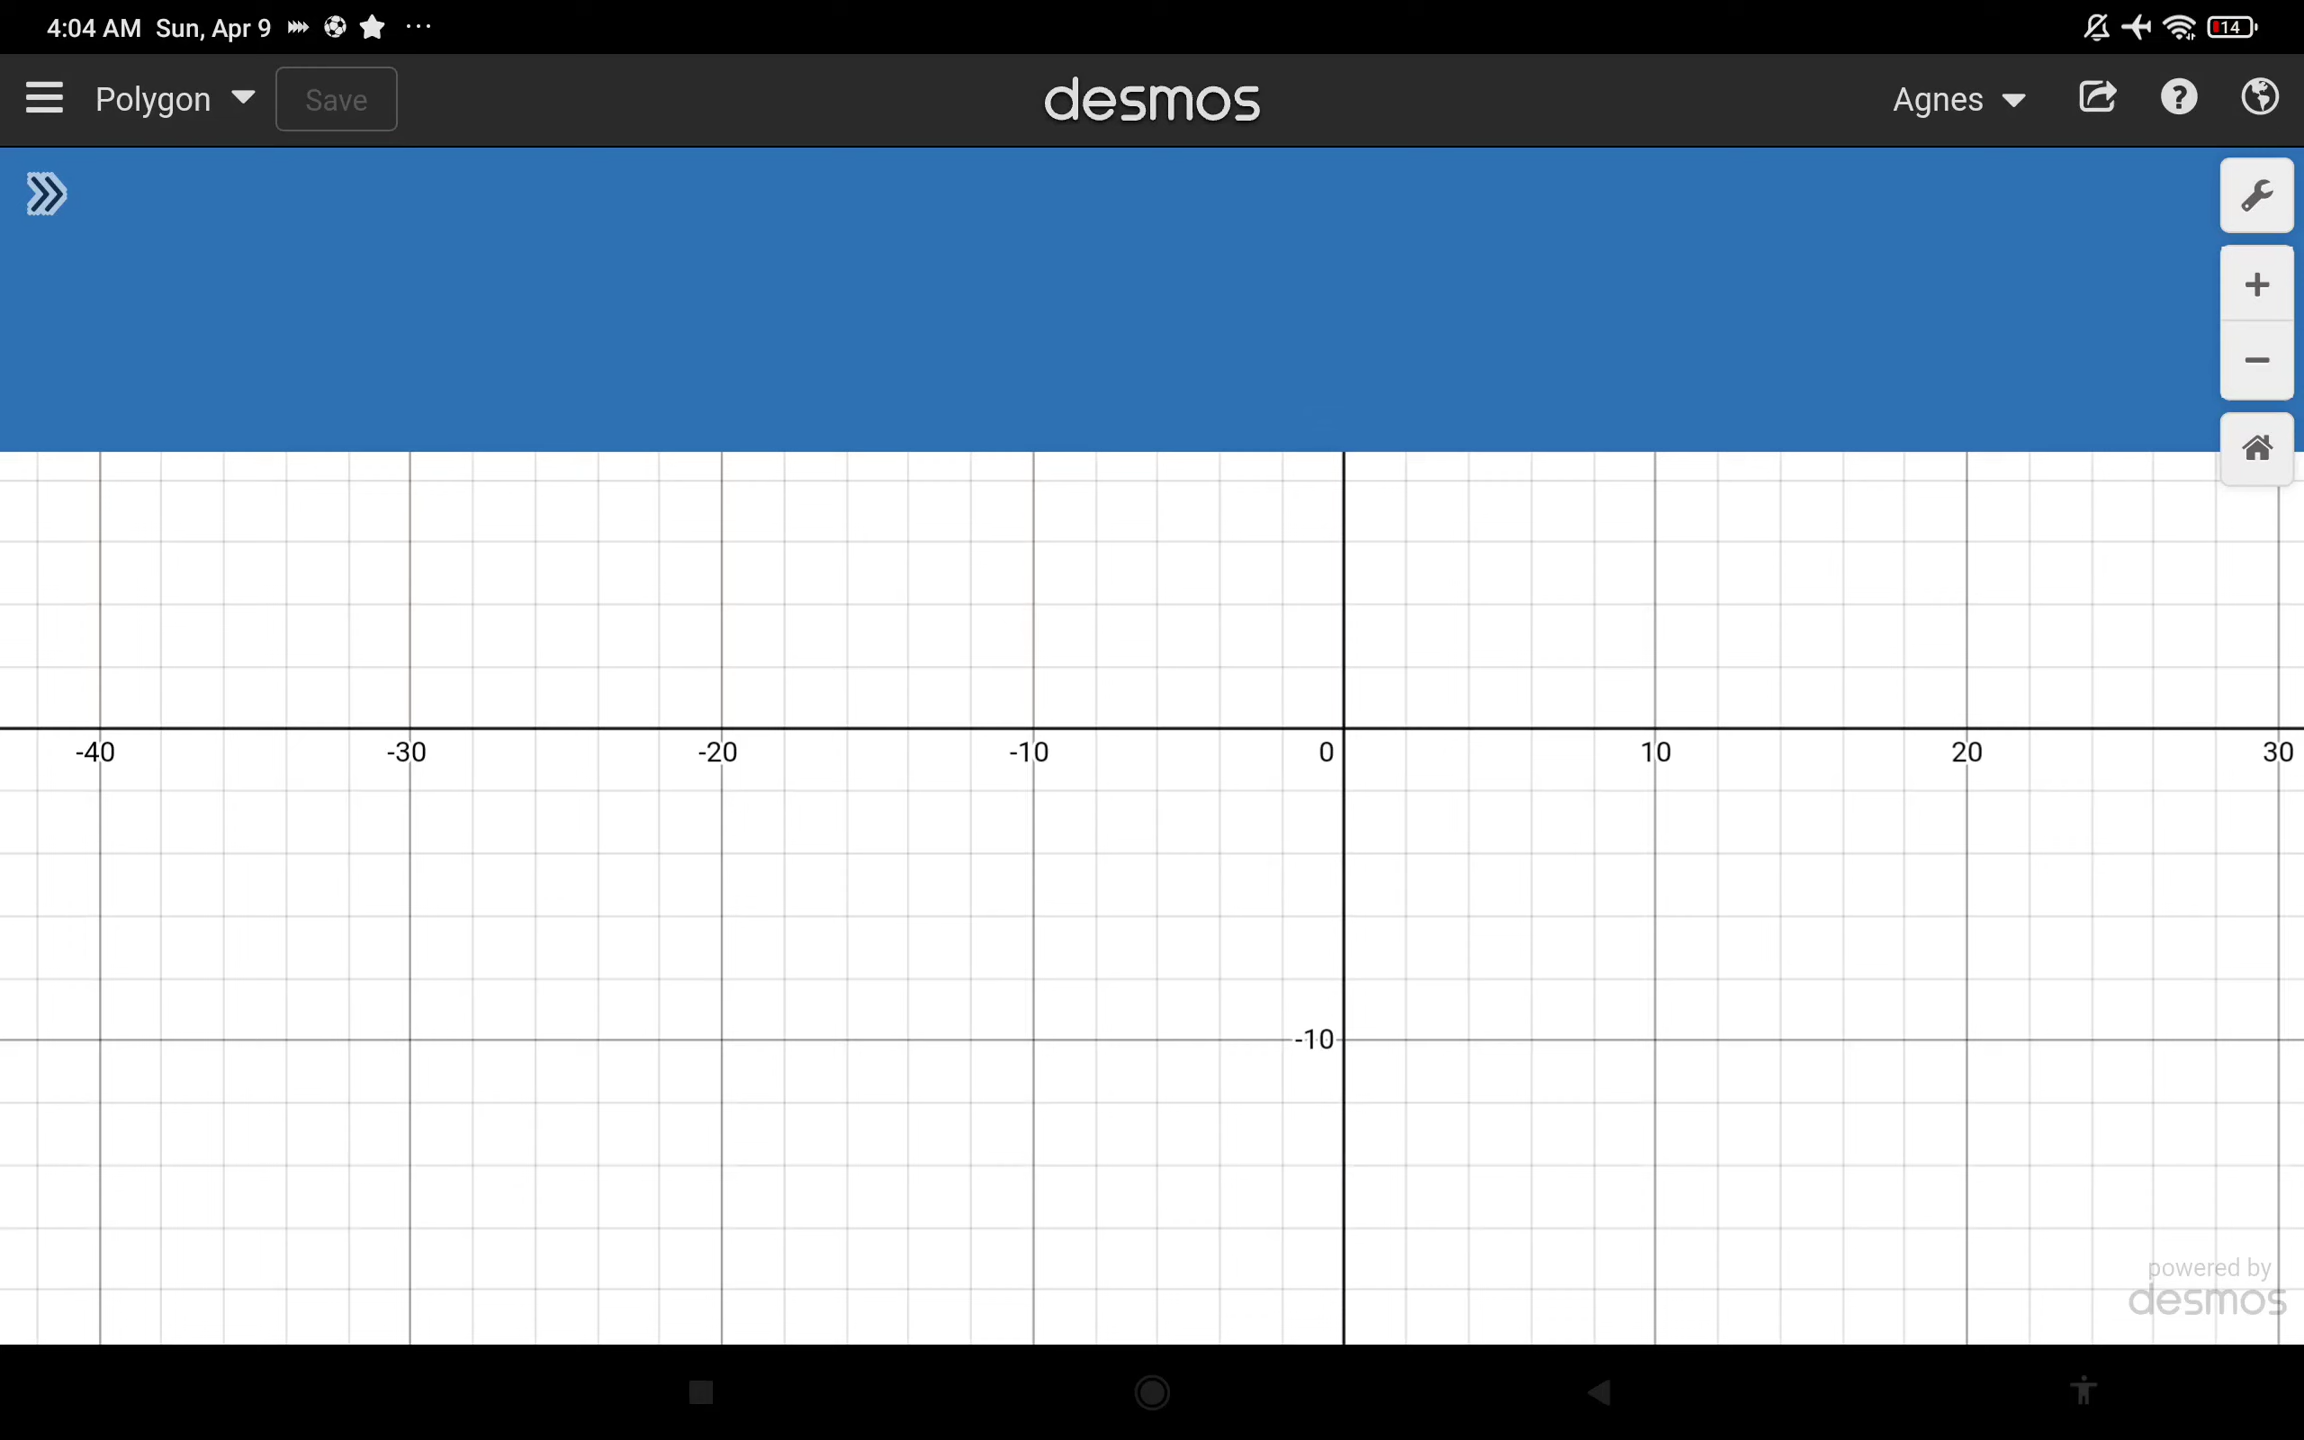 4:04 AM Sun, Apr 9 ... 14
Polygon Save desmos Agnes ?
-40 -30 -20 -10 0 10 20 30
-10
powered by
desmos